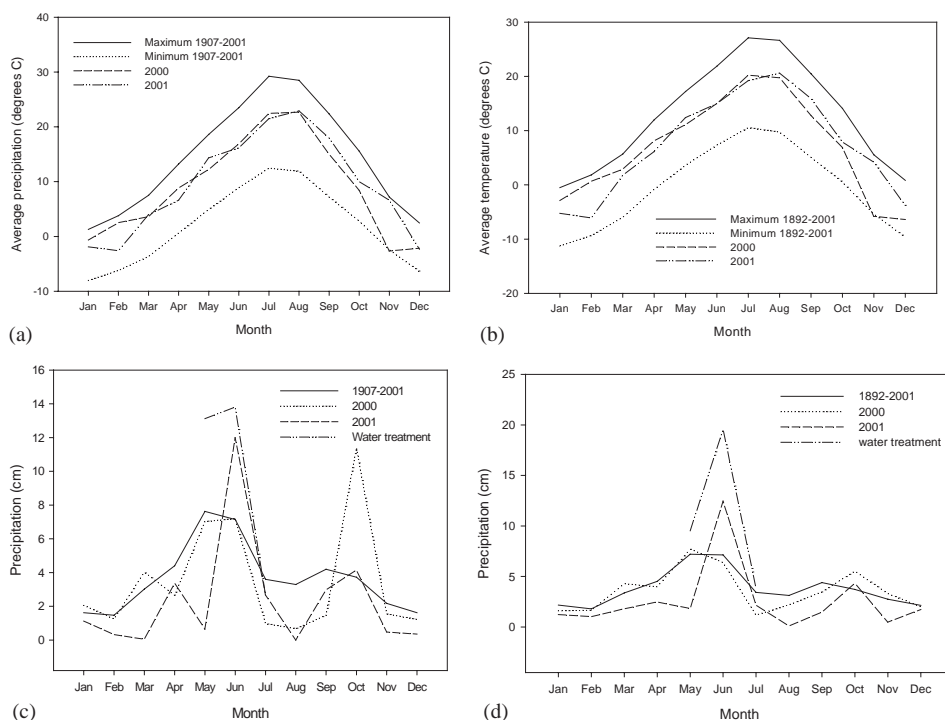 40
30
20
10
0
-10
Average precipitation (degrees C)
Maximum 1907-2001
Minimum 1907-2001
2000
2001
Jan Feb Mar Apr May Jun Jul Aug Sep Oct Nov Dec
Month
(a)
30
20
10
0
-10
-20
Average temperature (degrees C)
Maximum 1892-2001
Minimum 1892-2001
2000
2001
Jan Feb Mar Apr May Jun Jul Aug Sep Oct Nov Dec
Month
(b)
16
14
12
10
8
6
4
2
0
Precipitation (cm)
1907-2001
2000
2001
Water treatment
Jan Feb Mar Apr May Jun Jul Aug Sep Oct Nov Dec
Month
(c)
25
20
15
10
5
0
Precipitation (cm)
1892-2001
2000
2001
water treatment
Jan Feb Mar Apr May Jun Jul Aug Sep Oct Nov Dec
Month
(d)